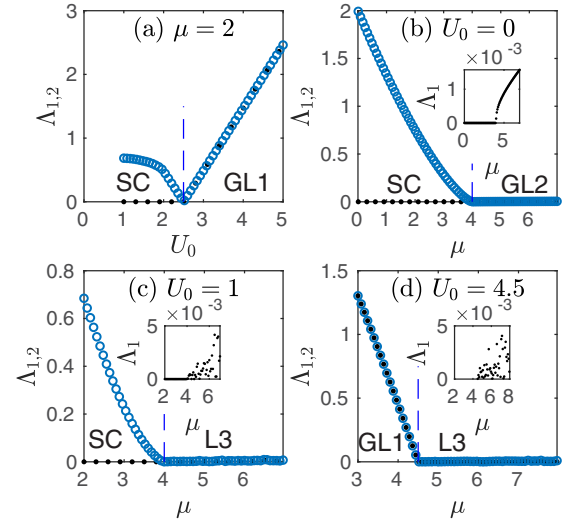 (a) μ = 2
Λ₁,₂
3
2
1
0
SC
GL1
0 1 2 3 4 5
U₀
(b) U₀ = 0
Λ₁,₂
2
1.5
1
0.5
0
× 10⁻³
Λ₁
1
0
0 5
μ
SC
GL2
0 1 2 3 4 5 6
μ
(c) U₀ = 1
Λ₁,₂
0.8
0.6
0.4
0.2
0
× 10⁻³
Λ₁
5
0
2 4 6
μ
SC
L3
2 3 4 5 6
μ
(d) U₀ = 4.5
Λ₁,₂
1.5
1
0.5
0
× 10⁻³
Λ₁
5
0
2 4 6 8
μ
GL1
L3
3 4 5 6 7
μ